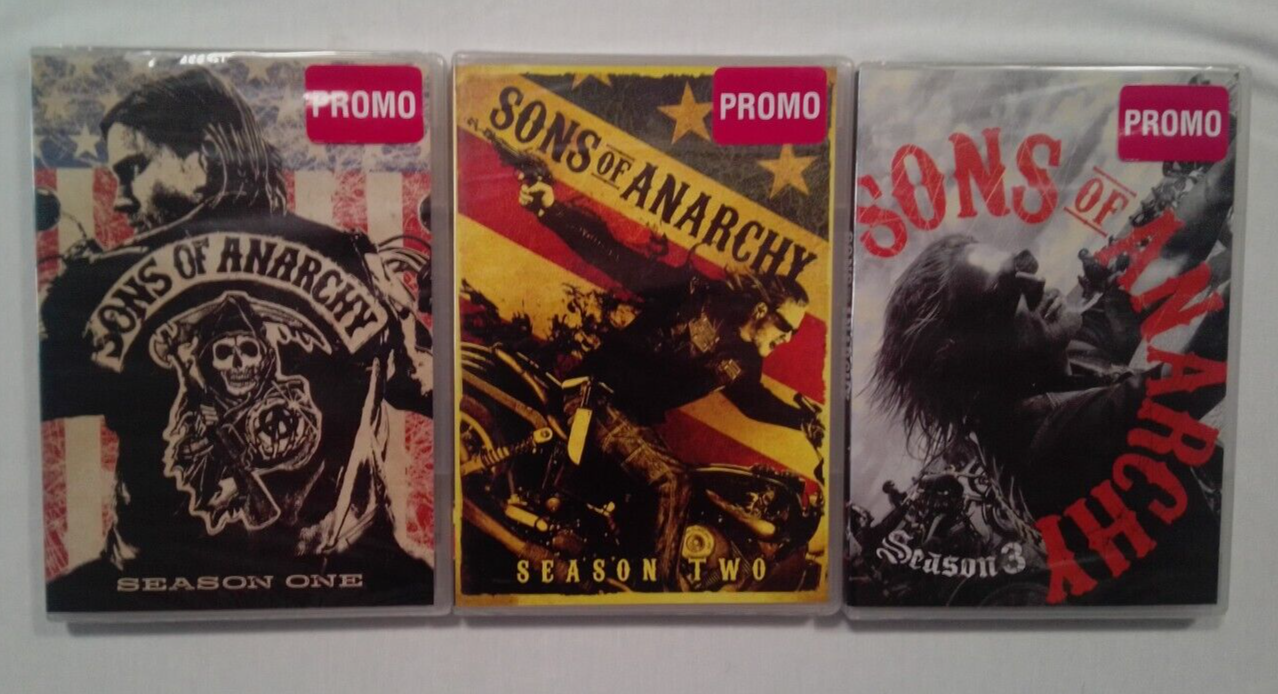 PROMO
SONS OF ANARCHY
SEASON ONE
PROMO
SONS OF ANARCHY
SEASON TWO
PROMO
SONS OF ANARCHY
Season 3